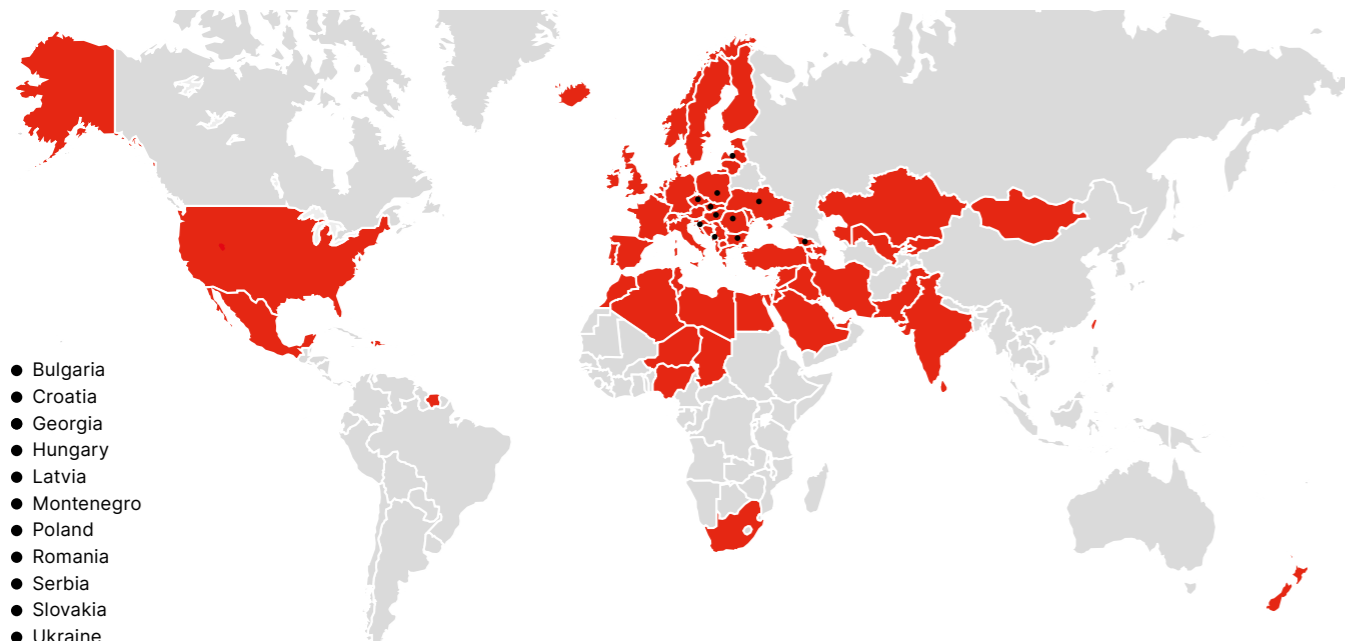 Bulgaria
Croatia
Georgia
Hungary
Latvia
Montenegro
Poland
Romania
Serbia
Slovakia
Ukraine